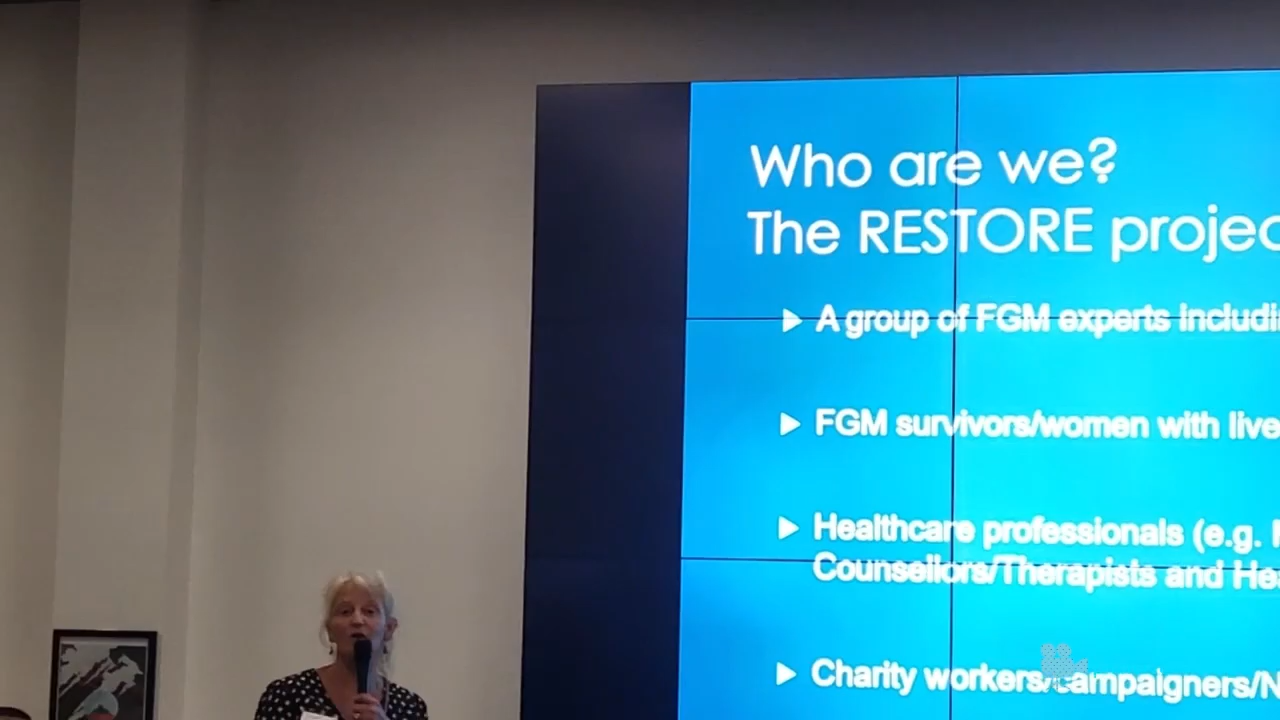 Who are we?
The RESTORE projec
A group of FGM experts includi
FGM survivors/women with live
Healthcare professionals (e.g.
Counsellors/Therapists and He
Charity workers/campaigners/N